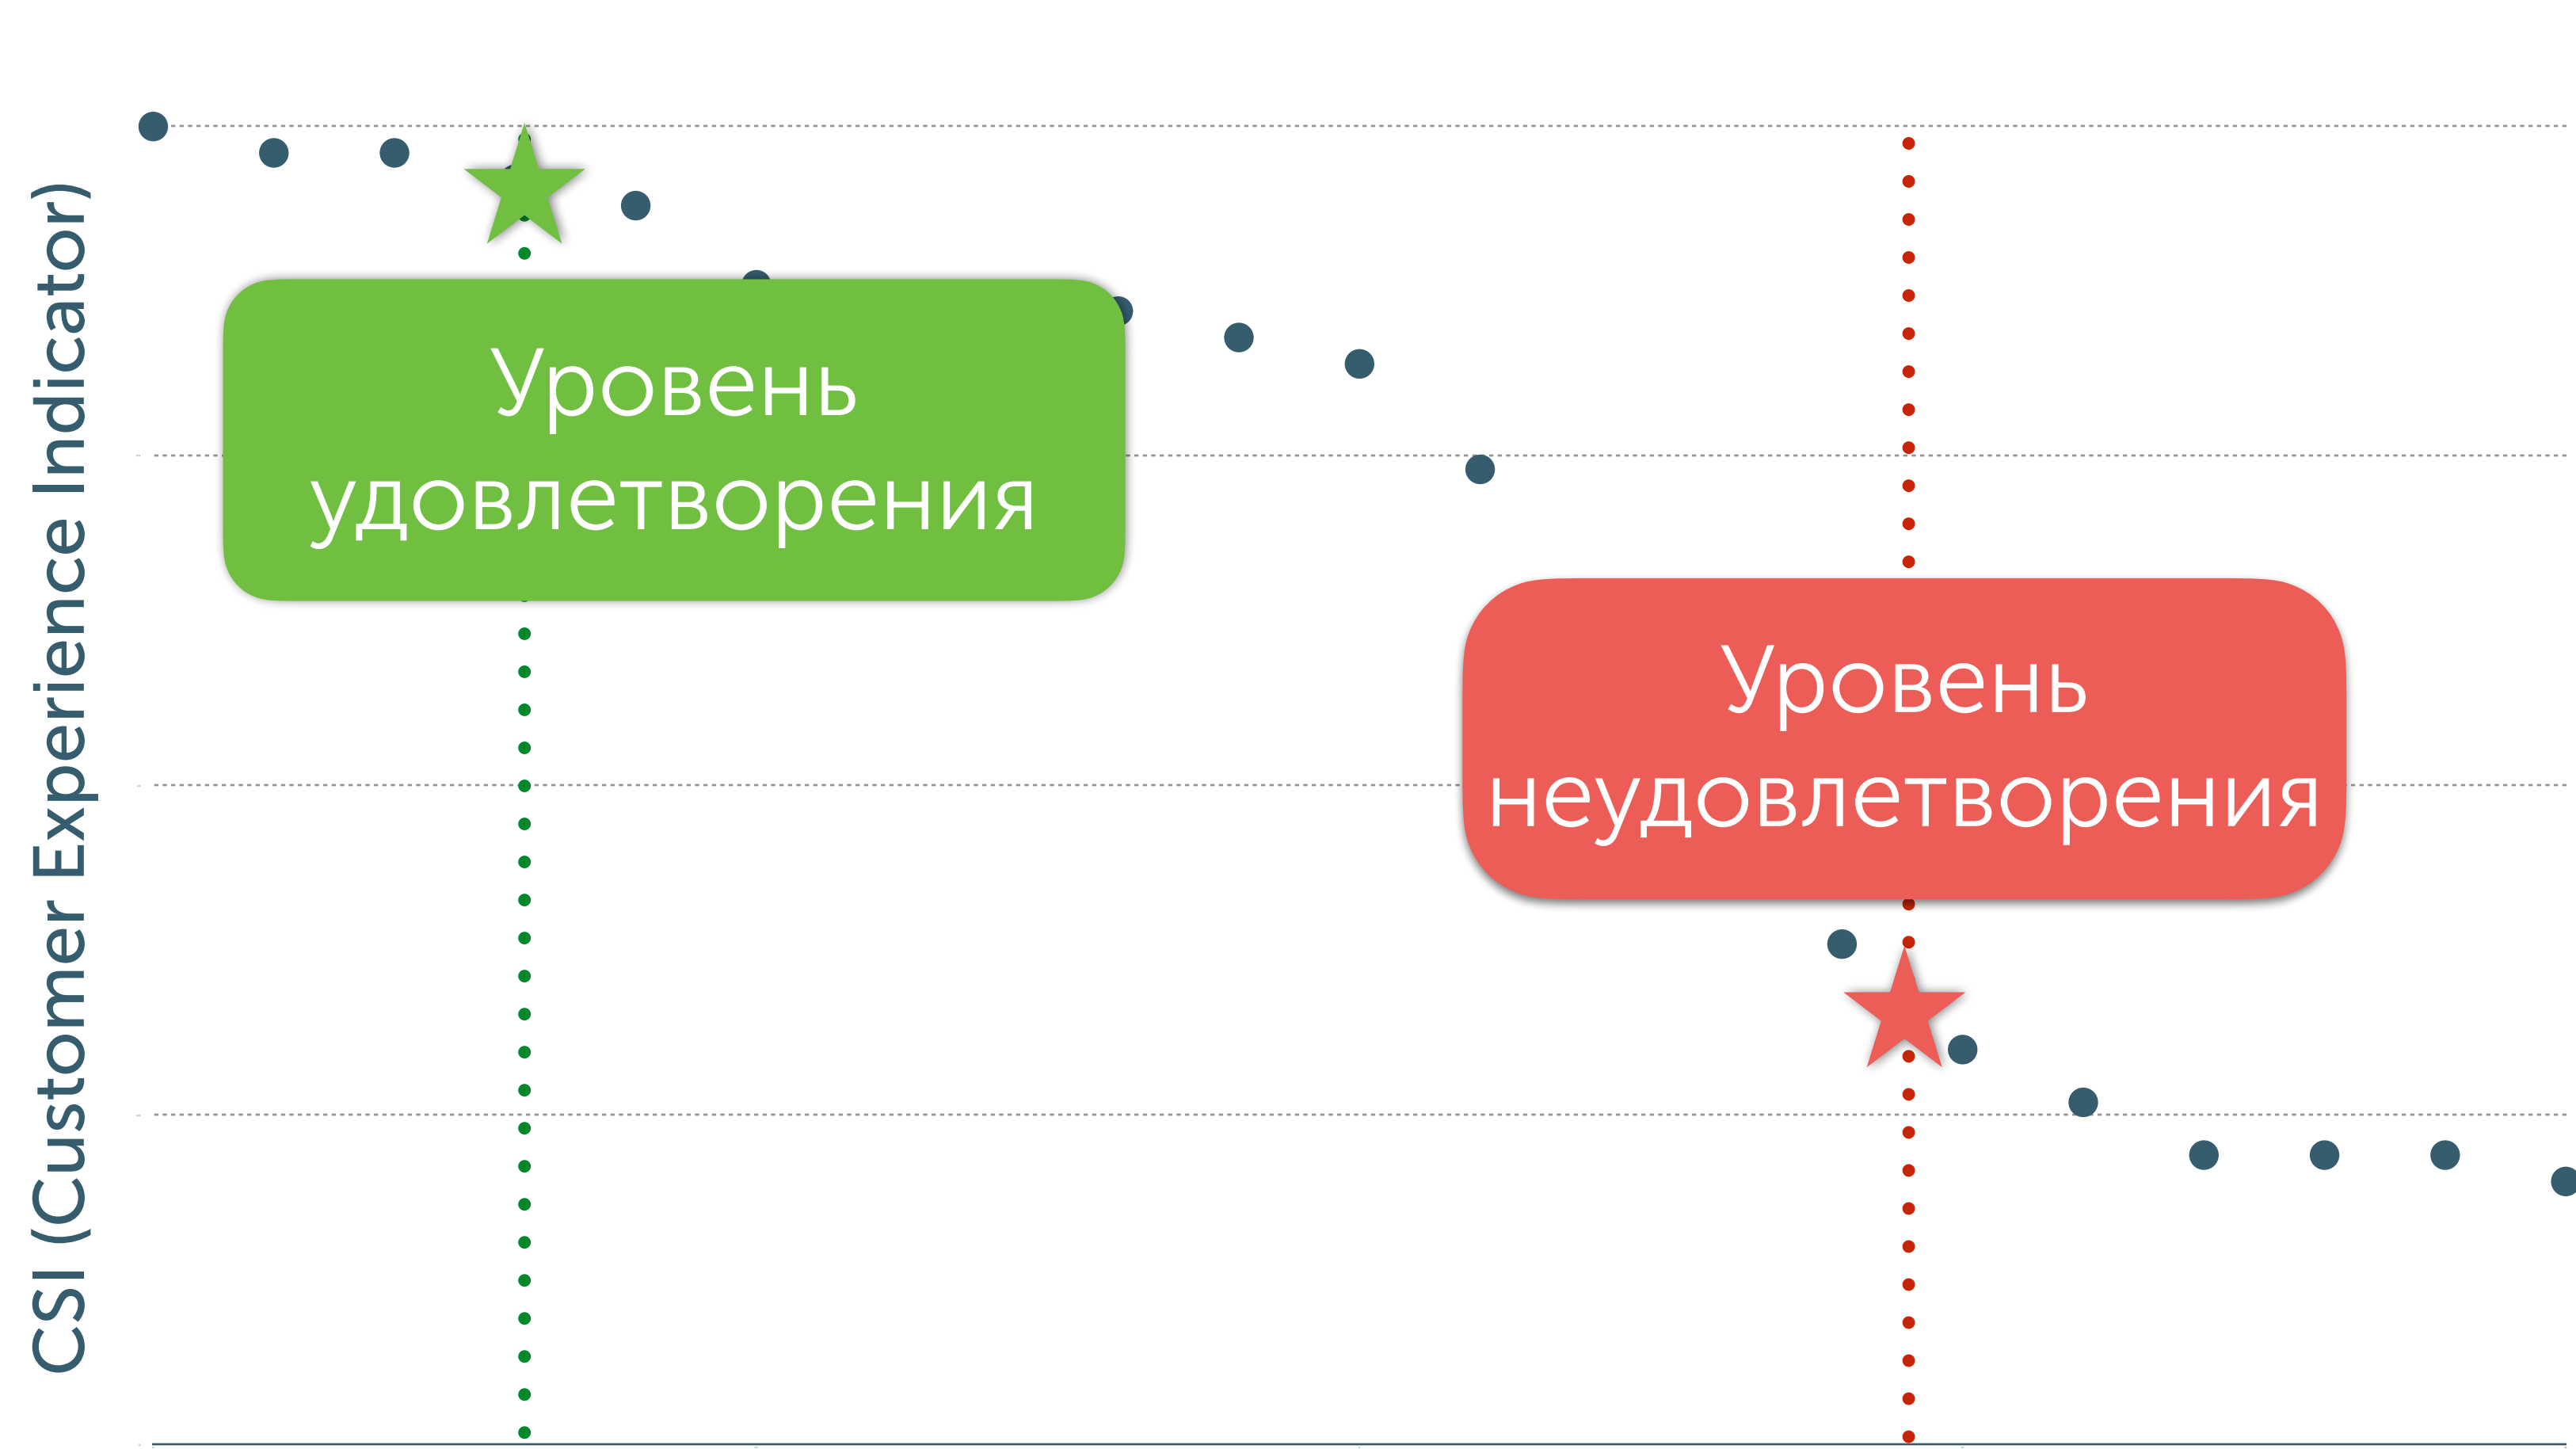 CSI (Customer Experience Indicator)
Уровень
удовлетворения
Уровень
неудовлетворения